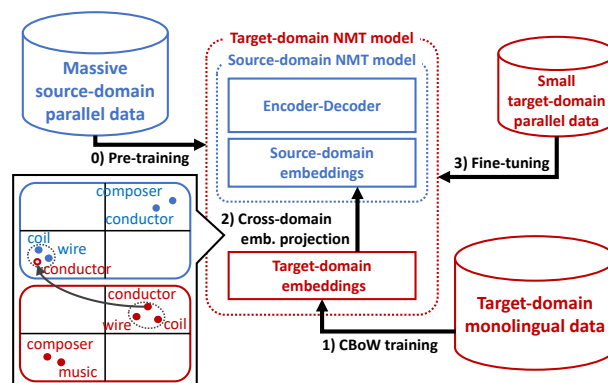 Target-domain NMT model
Source-domain NMT model
Massive
source-domain
parallel data
Encoder-Decoder
Source-domain
embeddings
Small
target-domain
parallel data
0) Pre-training
3) Fine-tuning
composer
conductor
coil
wire
conductor
2) Cross-domain
emb. projection
Target-domain
embeddings
conductor
wire
coil
composer
music
1) CBoW training
Target-domain
monolingual data